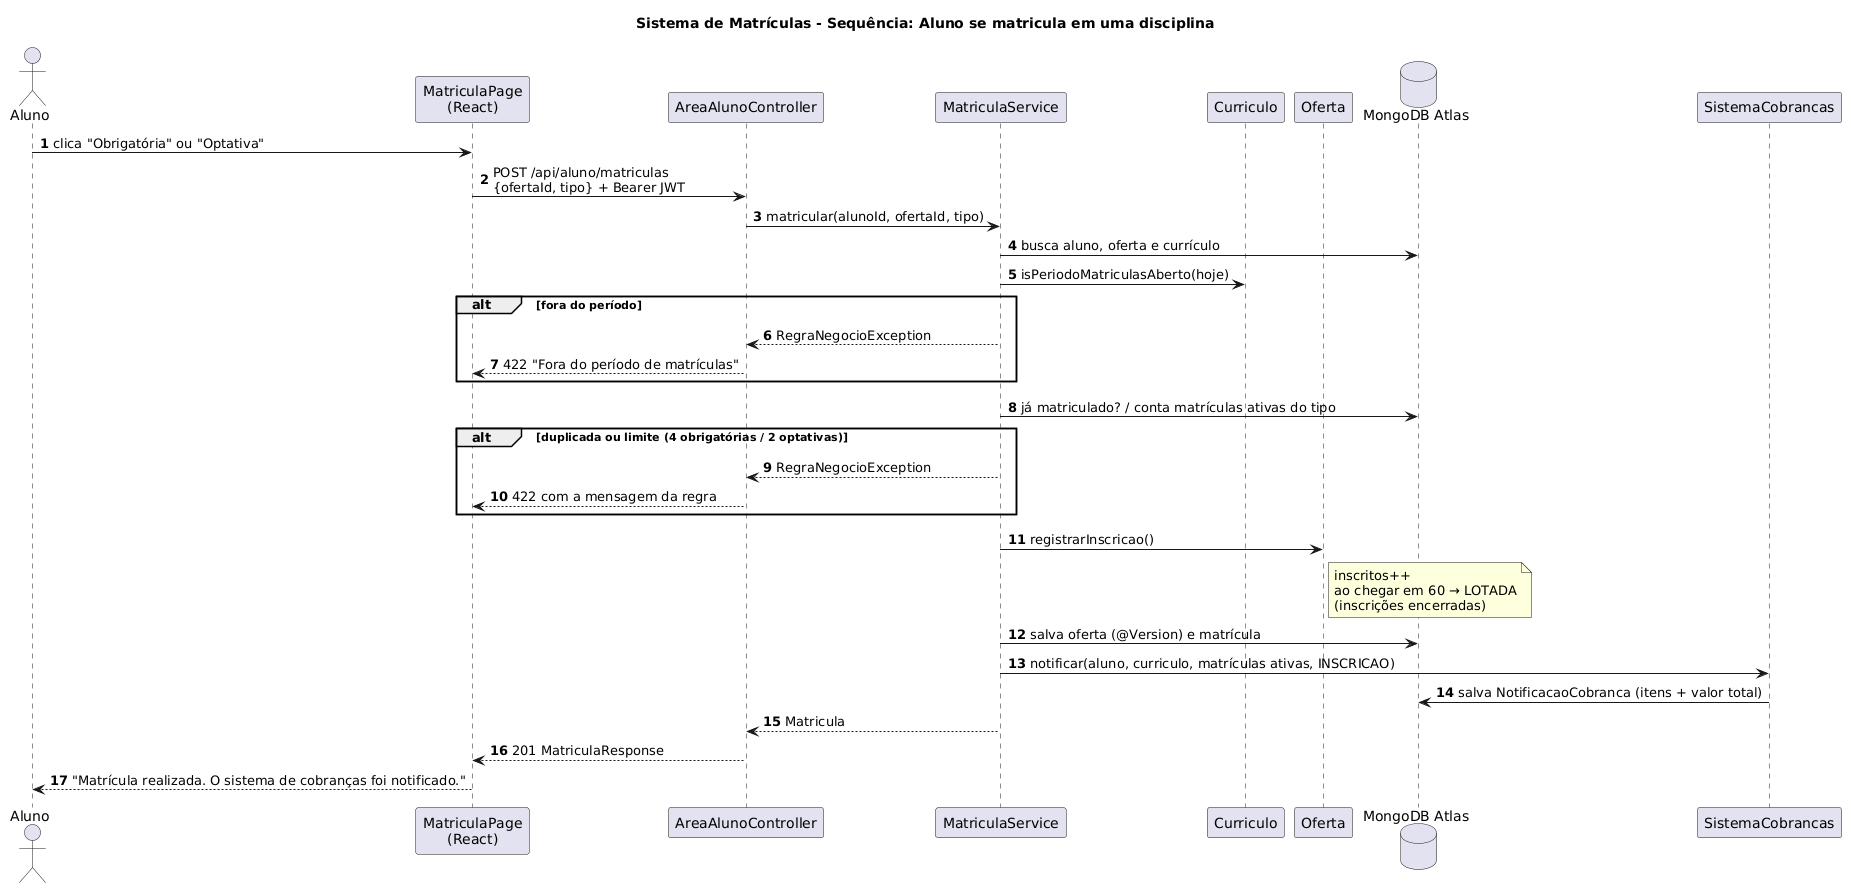 Sistema de Matrículas - Sequência: Aluno se matricula em uma disciplina
Aluno
MatriculaPage
(React)
AreaAlunoController
MatriculaService
Curriculo
Oferta
MongoDB Atlas
SistemaCobrancas
1 clica "Obrigatória" ou "Optativa"
2 POST /api/aluno/matriculas
{ofertaId, tipo} + Bearer JWT
3 matricular(alunoId, ofertaId, tipo)
4 busca aluno, oferta e currículo
5 isPeriodoMatriculasAberto(hoje)
alt [fora do período]
6 RegraNegocioException
7 422 "Fora do período de matrículas"
8 já matriculado? / conta matrículas ativas do tipo
alt [duplicada ou limite (4 obrigatórias / 2 optativas)]
9 RegraNegocioException
10 422 com a mensagem da regra
11 registrarInscricao()
inscritos++
ao chegar em 60 → LOTADA
(inscrições encerradas)
12 salva oferta (@Version) e matrícula
13 notificar(aluno, curriculo, matrículas ativas, INSCRICAO)
14 salva NotificacaoCobranca (itens + valor total)
15 Matricula
16 201 MatriculaResponse
17 "Matrícula realizada. O sistema de cobranças foi notificado."
Aluno
MatriculaPage
(React)
AreaAlunoController
MatriculaService
Curriculo
Oferta
MongoDB Atlas
SistemaCobrancas